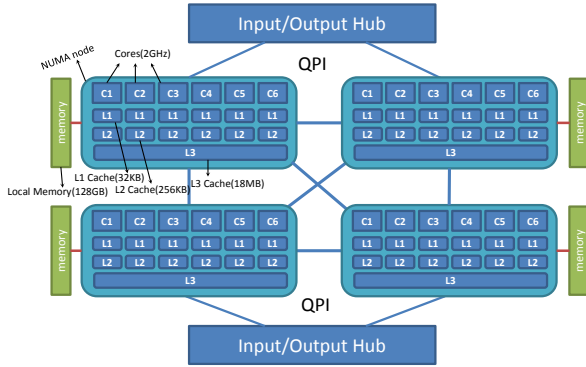 Input/Output Hub
NUMA node
Cores(2GHz)
QPI
C1 C2 C3 C4 C5 C6
L1 L1 L1 L1 L1 L1
L2 L2 L2 L2 L2 L2
L3
C1 C2 C3 C4 C5 C6
L1 L1 L1 L1 L1 L1
L2 L2 L2 L2 L2 L2
L3
memory
memory
L1 Cache(32KB)
L3 Cache(18MB)
Local Memory(128GB)
L2 Cache(256KB)
C1 C2 C3 C4 C5 C6
L1 L1 L1 L1 L1 L1
L2 L2 L2 L2 L2 L2
L3
C1 C2 C3 C4 C5 C6
L1 L1 L1 L1 L1 L1
L2 L2 L2 L2 L2 L2
L3
memory
memory
QPI
Input/Output Hub